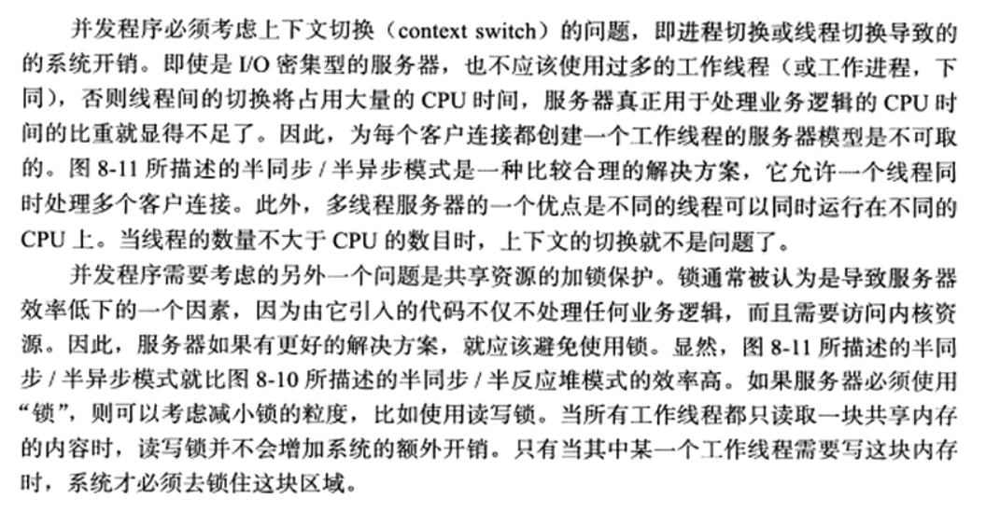 并发程序必须考虑上下文切换（context switch）的问题，即进程切换或线程切换导致的
的系统开销。即使是 I/O 密集型的服务器，也不应该使用过多的工作线程（或工作进程，下
同），否则线程间的切换将占用大量的 CPU 时间，服务器真正用于处理业务逻辑的 CPU 时
间的比重就显得不足了。因此，为每个客户连接都创建一个工作线程的服务器模型是不可取
的。图 8-11 所描述的半同步 / 半异步模式是一种比较合理的解决方案，它允许一个线程同
时处理多个客户连接。此外，多线程服务器的一个优点是不同的线程可以同时运行在不同的
CPU 上。当线程的数量不大于 CPU 的数目时，上下文的切换就不是问题了。
并发程序需要考虑的另外一个问题是共享资源的加锁保护。锁通常被认为是导致服务器
效率低下的一个因素，因为由它引入的代码不仅不处理任何业务逻辑，而且需要访问内核资
源。因此，服务器如果有更好的解决方案，就应该避免使用锁。显然，图 8-11 所描述的半同
步 / 半异步模式就比图 8-10 所描述的半同步 / 半反应堆模式的效率高。如果服务器必须使用
“锁”，则可以考虑减小锁的粒度，比如使用读写锁。当所有工作线程都只读取一块共享内存
的内容时，读写锁并不会增加系统的额外开销。只有当其中某一个工作线程需要写这块内存
时，系统才必须去锁住这块区域。